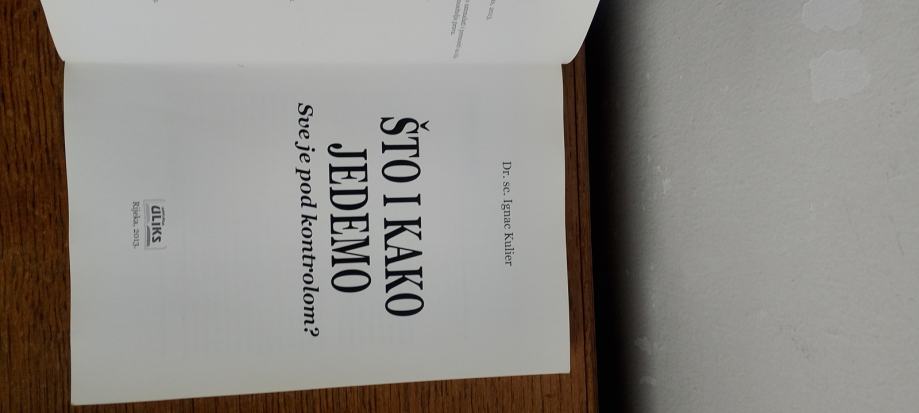 Dr. sc. Ignac Kulier
ŠTO I KAKO
JEDEMO
Sve je pod kontrolom?
ULIKS
Rijeka, 2013.